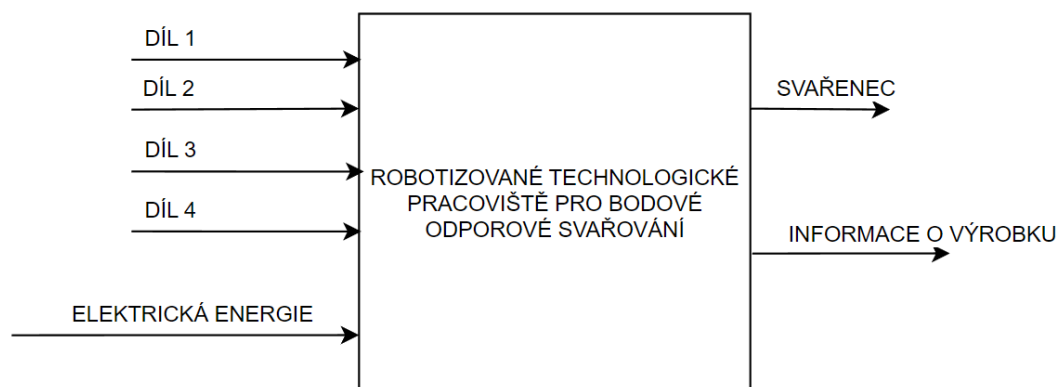 DÍL 1
DÍL 2
DÍL 3
DÍL 4
ELEKTRICKÁ ENERGIE
ROBOTIZOVANÉ TECHNOLOGICKÉ
PRACOVIŠTĚ PRO BODOVÉ
ODPOROVÉ SVAŘOVÁNÍ
SVAŘENEC
INFORMACE O VÝROBKU